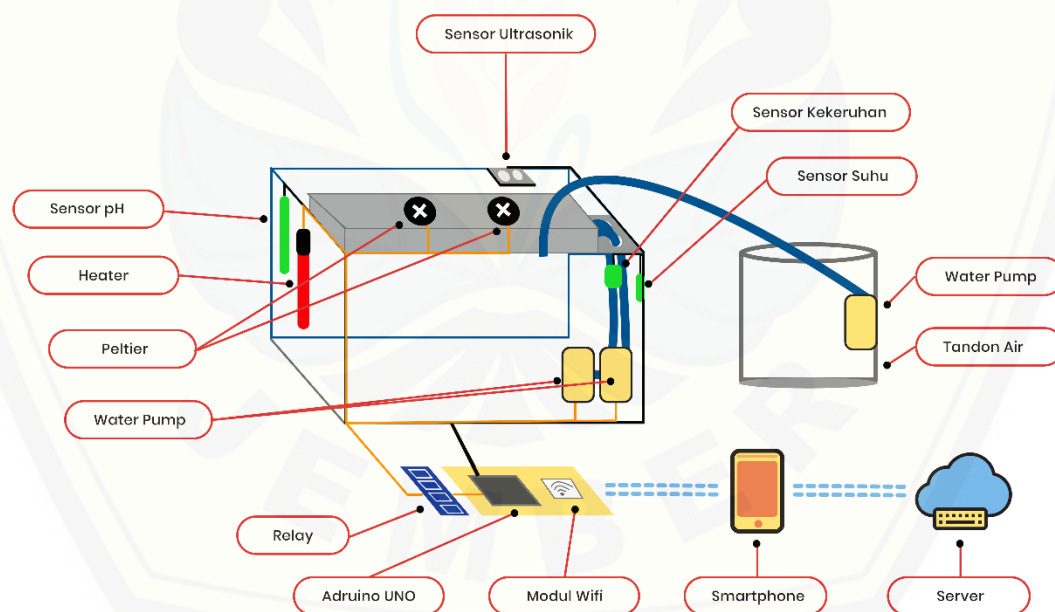 Sensor Ultrasonik
Sensor Kekeruhan
Sensor Suhu
Sensor pH
Heater
Water Pump
Peltier
Tandon Air
Water Pump
Relay
Adruino UNO
Modul Wifi
Smartphone
Server
JEMBER